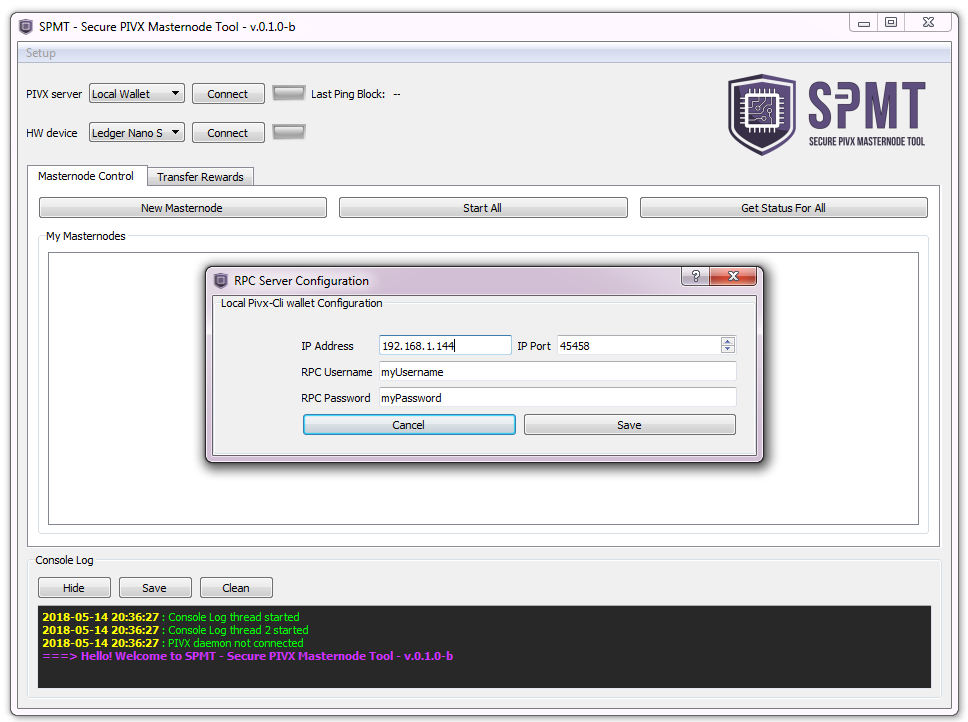 SPMT - Secure PIVX Masternode Tool - v.0.1.0-b
Setup
PIVX server Local Wallet Connect Last Ping Block: --
HW device Ledger Nano S Connect
SPMT
SECURE PIVX MASTERNODE TOOL
Masternode Control Transfer Rewards
New Masternode Start All Get Status For All
My Masternodes
RPC Server Configuration ?
Local Pivx-Cli wallet Configuration
IP Address 192.168.1.144 IP Port 45458
RPC Username myUsername
RPC Password myPassword
Cancel Save
Console Log
Hide Save Clean
2018-05-14 20:36:27 : Console Log thread started
2018-05-14 20:36:27 : Console Log thread 2 started
2018-05-14 20:36:27 : PIVX daemon not connected
===> Hello! Welcome to SPMT - Secure PIVX Masternode Tool - v.0.1.0-b